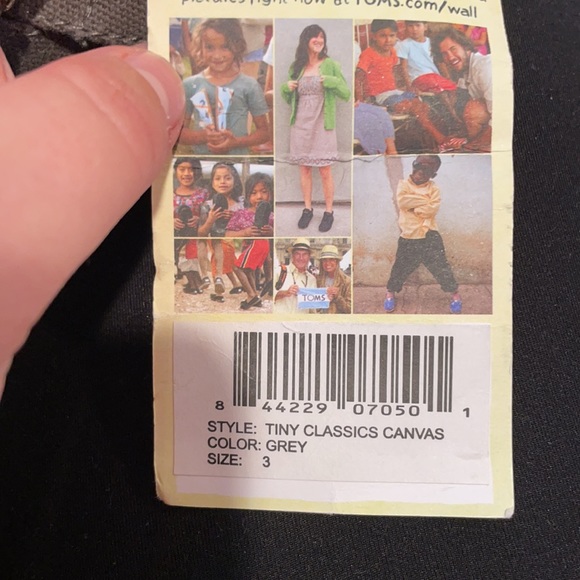 pictures right now at TOMS.com/wall
TOMS
8 44229 07050 1
STYLE: TINY CLASSICS CANVAS
COLOR: GREY
SIZE: 3